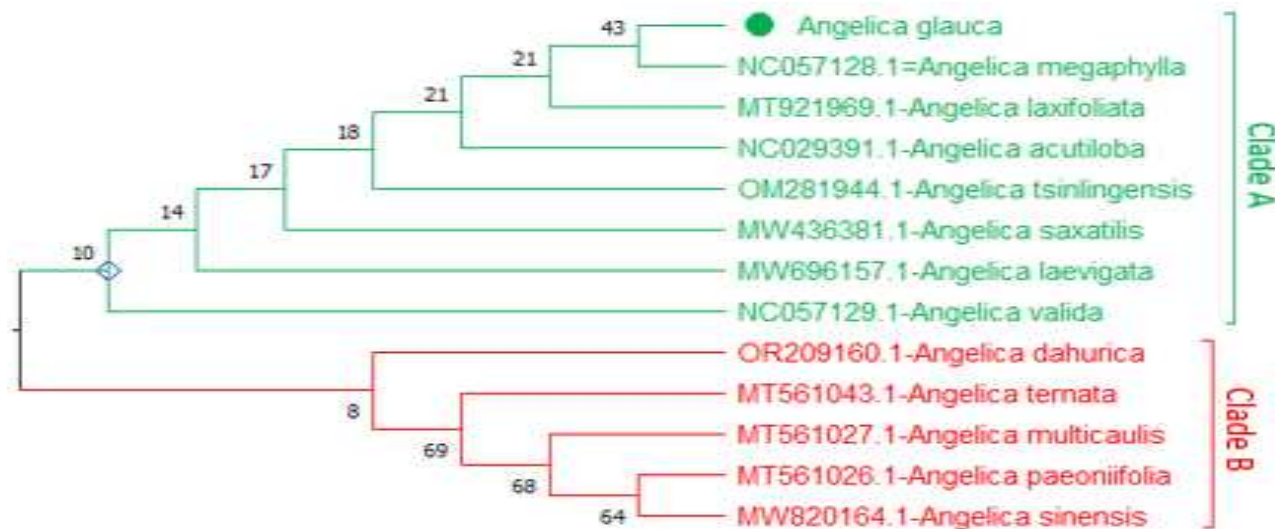 43
Angelica glauca
NC057128.1=Angelica megaphylla
21
MT921969.1-Angelica laxifoliata
21
NC029391.1-Angelica acutiloba
18
OM281944.1-Angelica tsinlingensis
17
MW436381.1-Angelica saxatilis
14
MW696157.1-Angelica laevigata
10
NC057129.1-Angelica valida
Clade A
OR209160.1-Angelica dahurica
8
MT561043.1-Angelica ternata
69
MT561027.1-Angelica multicaulis
68
MT561026.1-Angelica paeoniifolia
64
MW820164.1-Angelica sinensis
Clade B